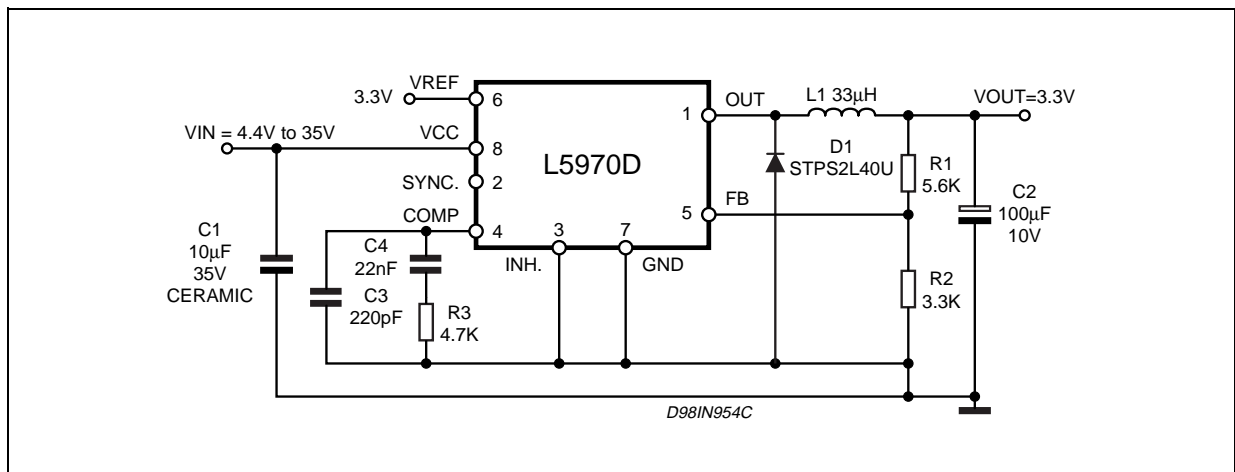 VREF
3.3V
6
VIN = 4.4V to 35V
VCC
8
SYNC.
2
COMP
4
L5970D
1
OUT
L1 33μH
VOUT=3.3V
D1
STPS2L40U
R1
5.6K
5
FB
C2
100μF
10V
3
INH.
7
GND
C1
10μF
35V
CERAMIC
C4
22nF
C3
220pF
R3
4.7K
R2
3.3K
D98IN954C